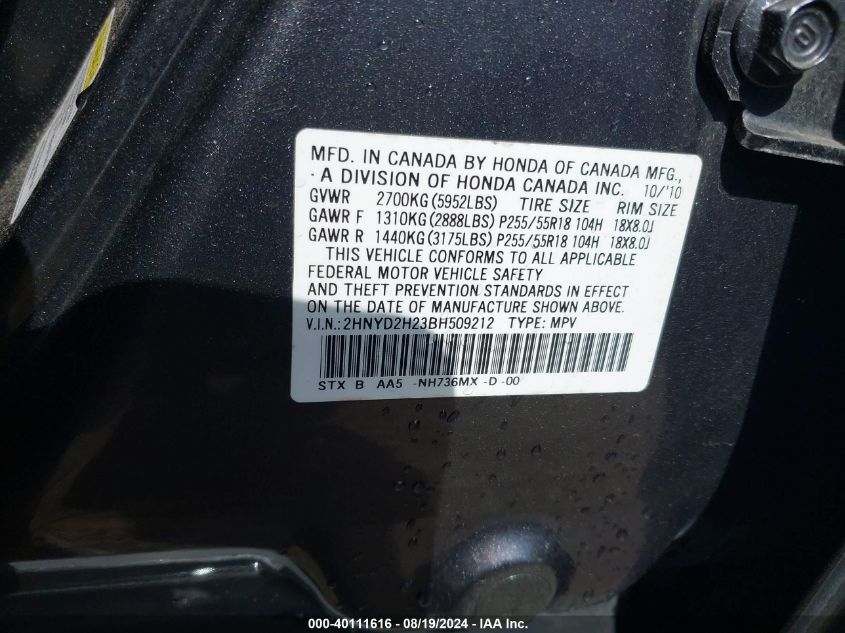 MFD. IN CANADA BY HONDA OF CANADA MFG.,
A DIVISION OF HONDA CANADA INC. 10/'10
GVWR 2700KG(5952LBS) TIRE SIZE RIM SIZE
GAWR F 1310KG(2888LBS) P255/55R18 104H 18X8.0J
GAWR R 1440KG(3175LBS) P255/55R18 104H 18X8.0J
THIS VEHICLE CONFORMS TO ALL APPLICABLE
FEDERAL MOTOR VEHICLE SAFETY
AND THEFT PREVENTION STANDARDS IN EFFECT
ON THE DATE OF MANUFACTURE SHOWN ABOVE.
V.I.N.:2HNYD2H23BH509212 TYPE: MPV
STX B AA5 -NH736MX -D -00
000-40111616 - 08/19/2024 - IAA Inc.